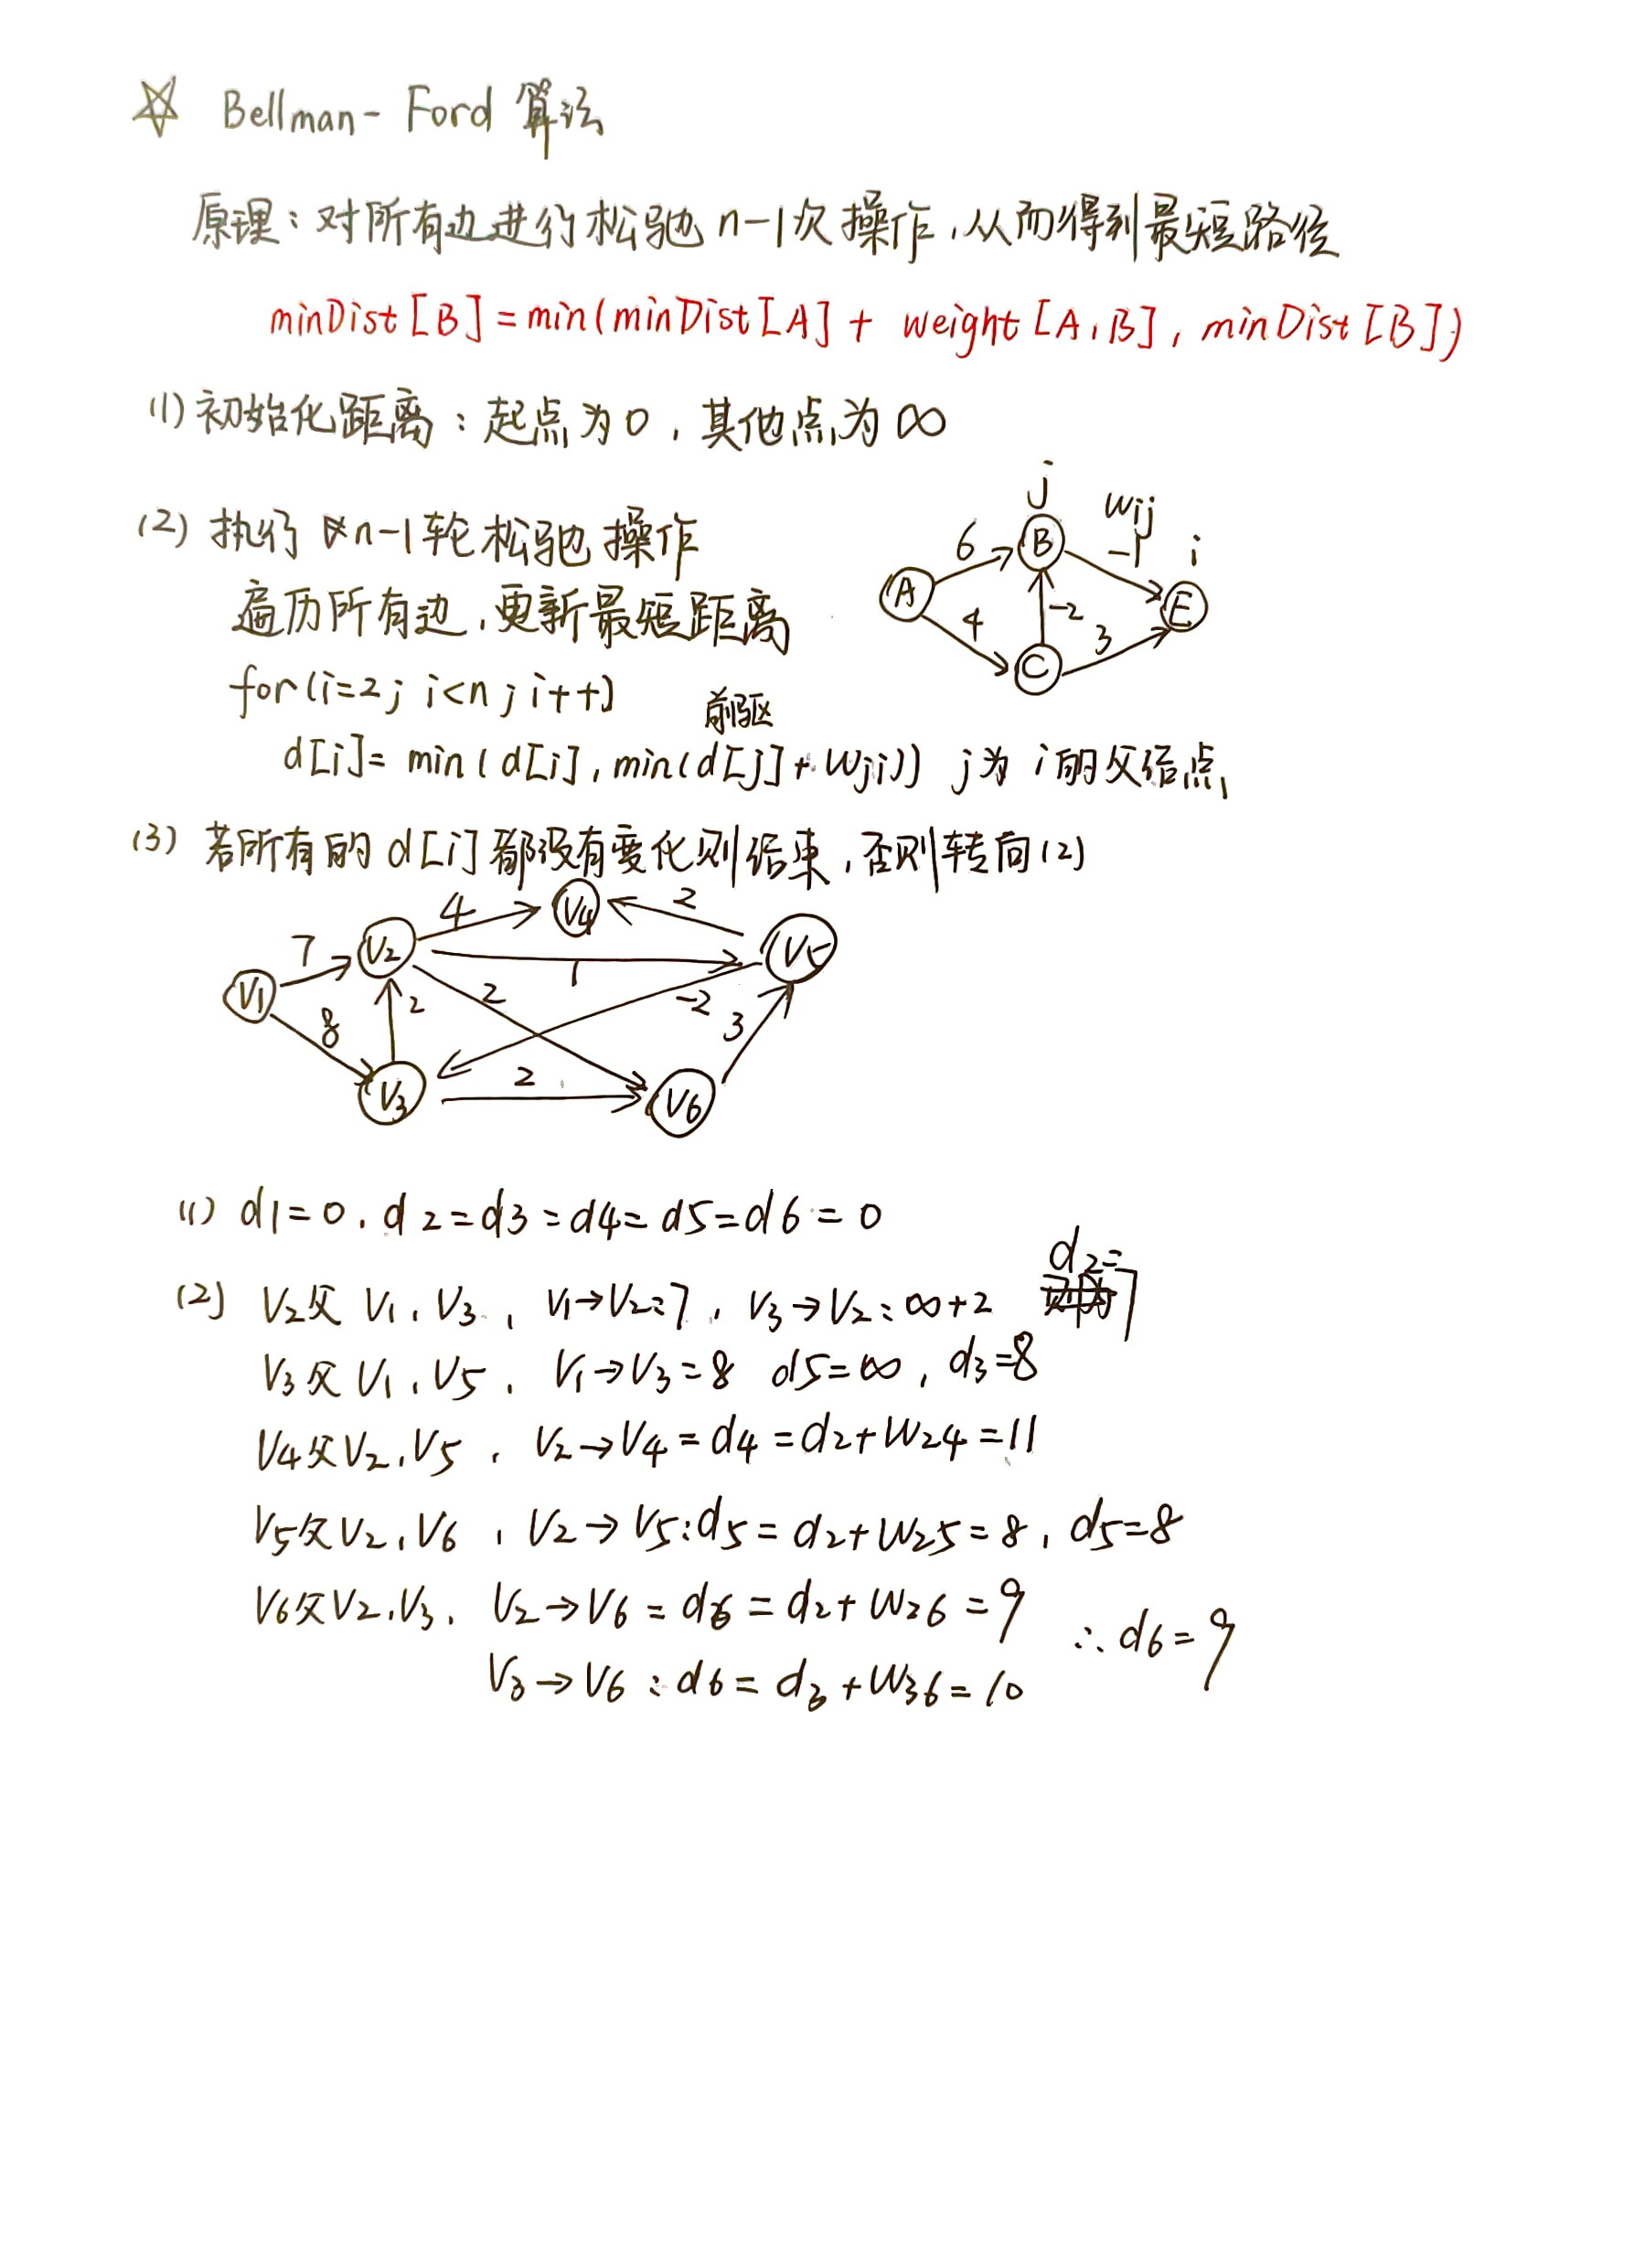 ☆ Bellman-Ford 算法
原理:对所有边进行松驰n-1次操作,从而得到最短路径
minDist[B]=min(minDist[A]+ weight[A,B], minDist[B])
(1)初始化距离:起点为0,其他点为∞
(2) 执行n-1轮松驰操作
遍历所有边,更新最短距离
for(i=2; i<n; i++)
前驱
d[i]= min(d[i], min(d[j]+wji)) j为i的父结点
j
wij
6
B
-1
i
A
E
4
-2
3
C
(3) 若所有的d[i]都没有变化则结束,否则转向(2)
4
V4
2
7
V2
V5
1
V1
2
2
-2
8
3
2
V3
V6
(1) d1=0. d2=d3=d4=d5=d6=0
(2) V2父 V1,V3, V1→V2:7, V3→V2:∞+2 d2=7
V3父V1,V5, V1→V3=8 d5=∞, d3=8
V4父V2,V5, V2→V4=d4=d2+W24=11
V5父V2,V6, V2→V5:d5=d2+W25=8, d5=8
V6父V2,V3, V2→V6=d6=d2+W26=9
∴d6=9
V3→V6:d6=d3+W36=10